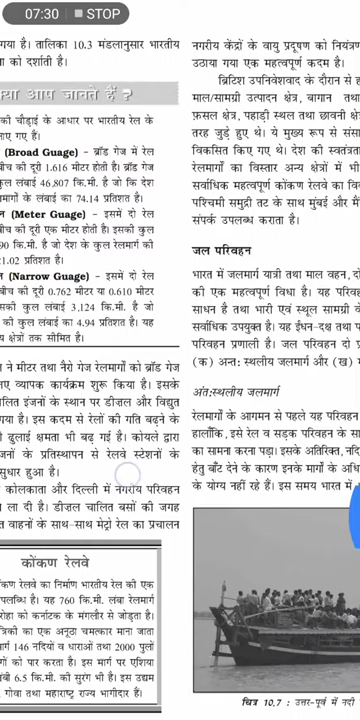 07:30 STOP
गया है। तालिका 10.3 मंडलानुसार भारतीय
को दर्शाती है।
क्या आप जानते हैं ?
की चौड़ाई के आधार पर भारतीय रेल के
गए हैं।
(Broad Guage) – ब्रॉड गेज में रेल
बीच की दूरी 1.616 मीटर होती है। ब्रॉड गेज
कुल लंबाई 46,807 कि.मी. है जो कि देश
रेलमार्गों के लंबाई का 74.14 प्रतिशत है।
(Meter Guage) – इसमें दो रेल
बीच की दूरी एक मीटर होती है। इसकी कुल
90 कि.मी. है जो देश के कुल रेलमार्ग की
21.02 प्रतिशत है।
(Narrow Guage) – इसमें दो रेल
बीच की दूरी 0.762 मीटर या 0.610 मीटर
कुल लंबाई 3,124 कि.मी. है जो
की कुल लंबाई का 4.94 प्रतिशत है। यह
क्षेत्रों तक सीमित है।
ने मीटर तथा नैरो गेज रेलमार्गों को ब्रॉड गेज
व्यापक कार्यक्रम शुरू किया है। इसके
चालित इंजनों के स्थान पर डीज़ल और विद्युत
गया है। इस कदम से रेलों की गति बढ़ने के
ढुलाई क्षमता भी बढ़ गई है। कोयले द्वारा
के प्रतिस्थापन से रेलवे स्टेशनों के
सुधार हुआ है।
कोलकाता और दिल्ली में नगरीय परिवहन
ला दी है। डीज़ल चालित बसों की जगह
वाहनों के साथ-साथ मेट्रो रेल का प्रचालन
कोंकण रेलवे
रेलवे का निर्माण भारतीय रेल की एक
है। यह 760 कि.मी. लंबा रेलमार्ग
रोहा को कर्नाटक के मंगलौर से जोड़ता है।
का एक अनूठा चमत्कार माना जाता
146 नदियों व धाराओं तथा 2000 पुलों
को पार करता है। इस मार्ग पर एशिया
6.5 कि.मी. की सुरंग भी है। इस उद्यम
गोवा तथा महाराष्ट्र राज्य भागीदार हैं।
नगरीय केंद्रों के वायु प्रदूषण को नियंत्रण
उठाया गया एक महत्वपूर्ण कदम है।
ब्रिटिश उपनिवेशवाद के दौरान से ह
माल/सामग्री उत्पादन क्षेत्र, बागान तथा
फ़सल क्षेत्र, पहाड़ी स्थल तथा छावनी क्षेत्र
तरह जुड़े हुए थे। ये मुख्य रूप से संसा
विकसित किए गए थे। देश की स्वतंत्रता
रेलमार्गों का विस्तार अन्य क्षेत्रों में भी
सर्वाधिक महत्वपूर्ण कोंकण रेलवे का वि
पश्चिमी समुद्री तट के साथ मुंबई और मैं
संपर्क उपलब्ध कराता है।
जल परिवहन
भारत में जलमार्ग यात्री तथा माल वहन, दो
की एक महत्वपूर्ण विधा है। यह परिवह
साधन है तथा भारी एवं स्थूल सामग्री के
सर्वाधिक उपयुक्त है। यह ईंधन-दक्ष तथा प
परिवहन प्रणाली है। जल परिवहन दो प्र
(क) अन्त: स्थलीय जलमार्ग और (ख) म
अंत:स्थलीय जलमार्ग
रेलमार्गों के आगमन से पहले यह परिवहन
हालाँकि, इसे रेल व सड़क परिवहन के सा
का सामना करना पड़ा। इसके अतिरिक्त, नदि
हेतु बाँट देने के कारण इनके मार्गों के अधि
के योग्य नहीं रहे हैं। इस समय भारत में
चित्र 10.7 : उत्तर-पूर्व में नदी